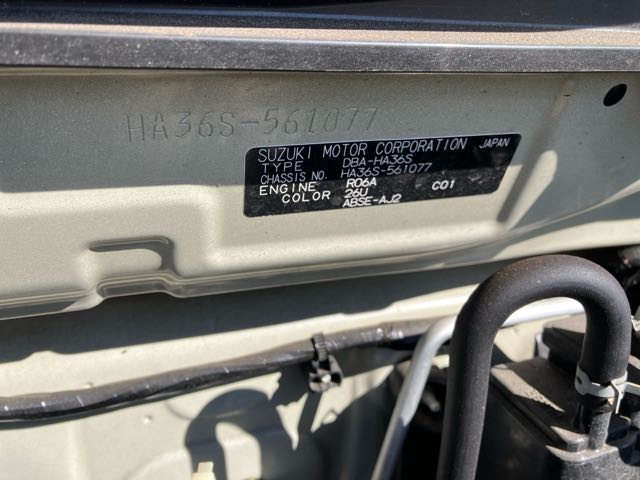 HA36S-561077
SUZUKI MOTOR CORPORATION JAPAN
TYPE DBA-HA36S
CHASSIS NO. HA36S-561077
ENGINE R06A C01
COLOR 26U
ABSE-AJ2